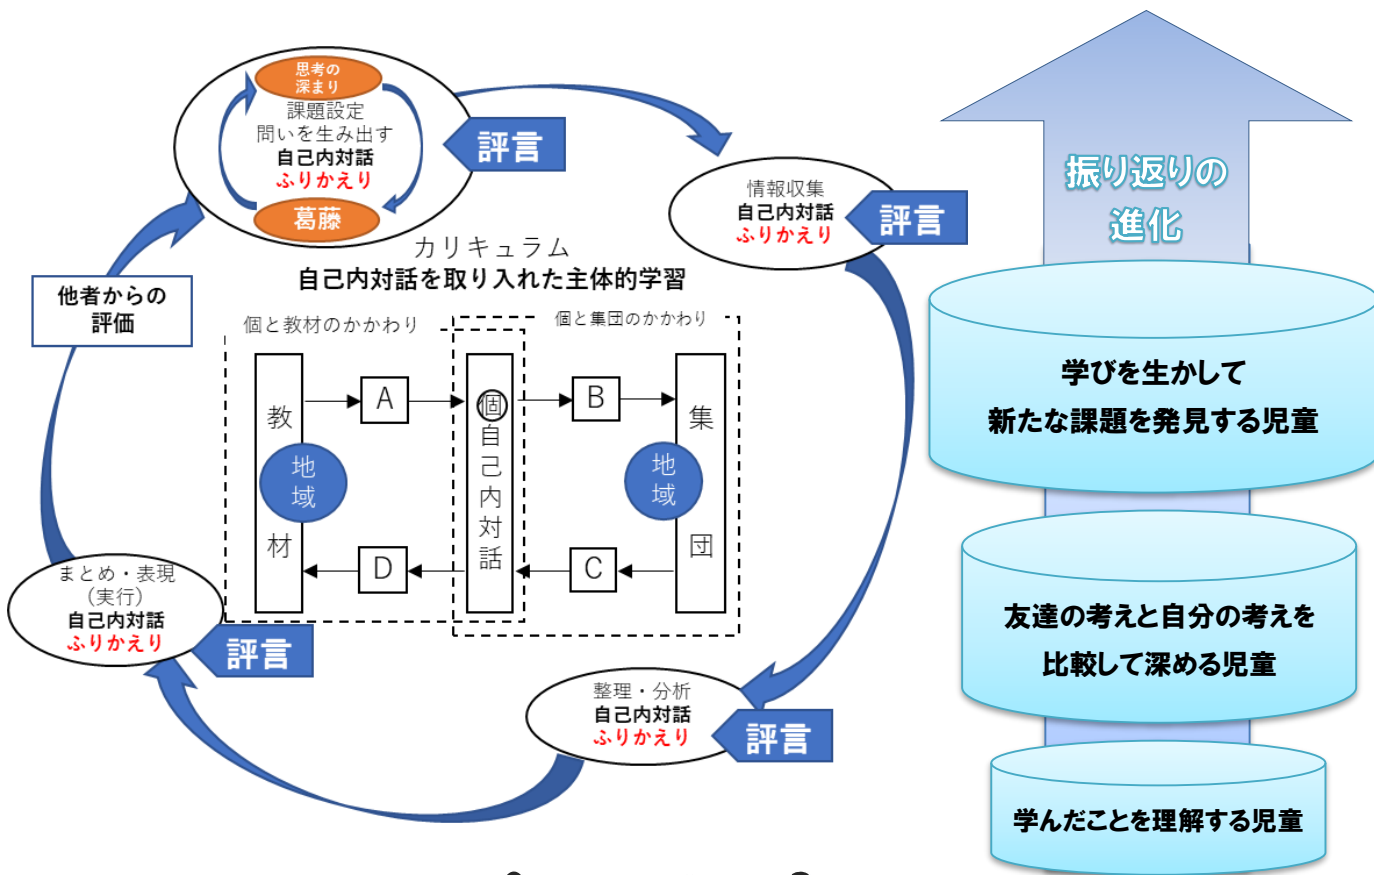 思考の
深まり
課題設定
問いを生み出す
自己内対話
ふりかえり
葛藤
評言
情報収集
自己内対話
ふりかえり
評言
カリキュラム
自己内対話を取り入れた主体的学習
他者からの
評価
個と教材のかかわり
個と集団のかかわり
教材
地域
A
個
自己内対話
B
集団
地域
D
C
まとめ・表現
(実行)
自己内対話
ふりかえり
評言
整理・分析
自己内対話
ふりかえり
評言
振り返りの
進化
学びを生かして
新たな課題を発見する児童
友達の考えと自分の考えを
比較して深める児童
学んだことを理解する児童